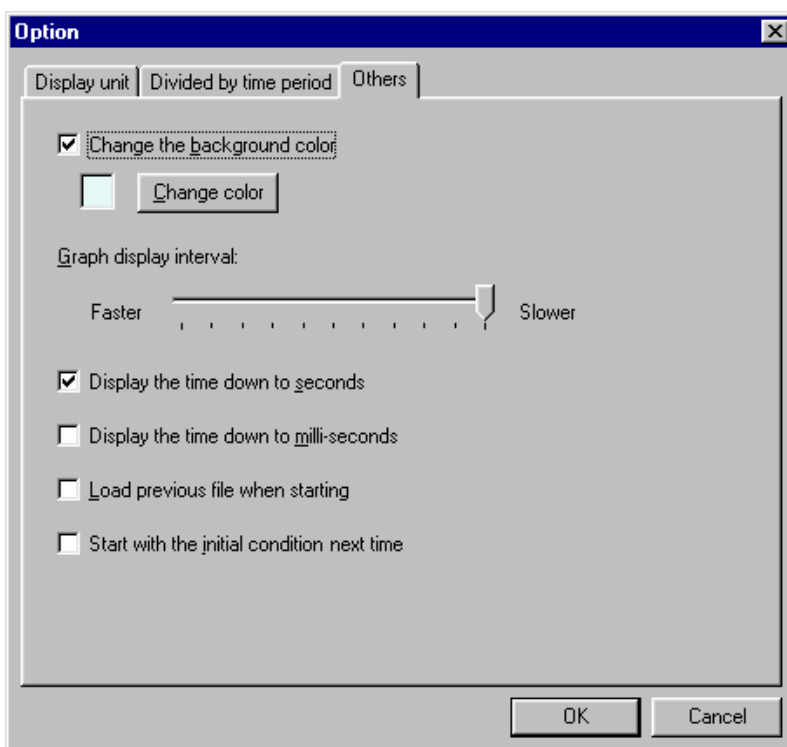 Option
Display unit Divided by time period Others
Change the background color
Change color
Graph display interval:
Faster Slower
Display the time down to seconds
Display the time down to milli-seconds
Load previous file when starting
Start with the initial condition next time
OK Cancel